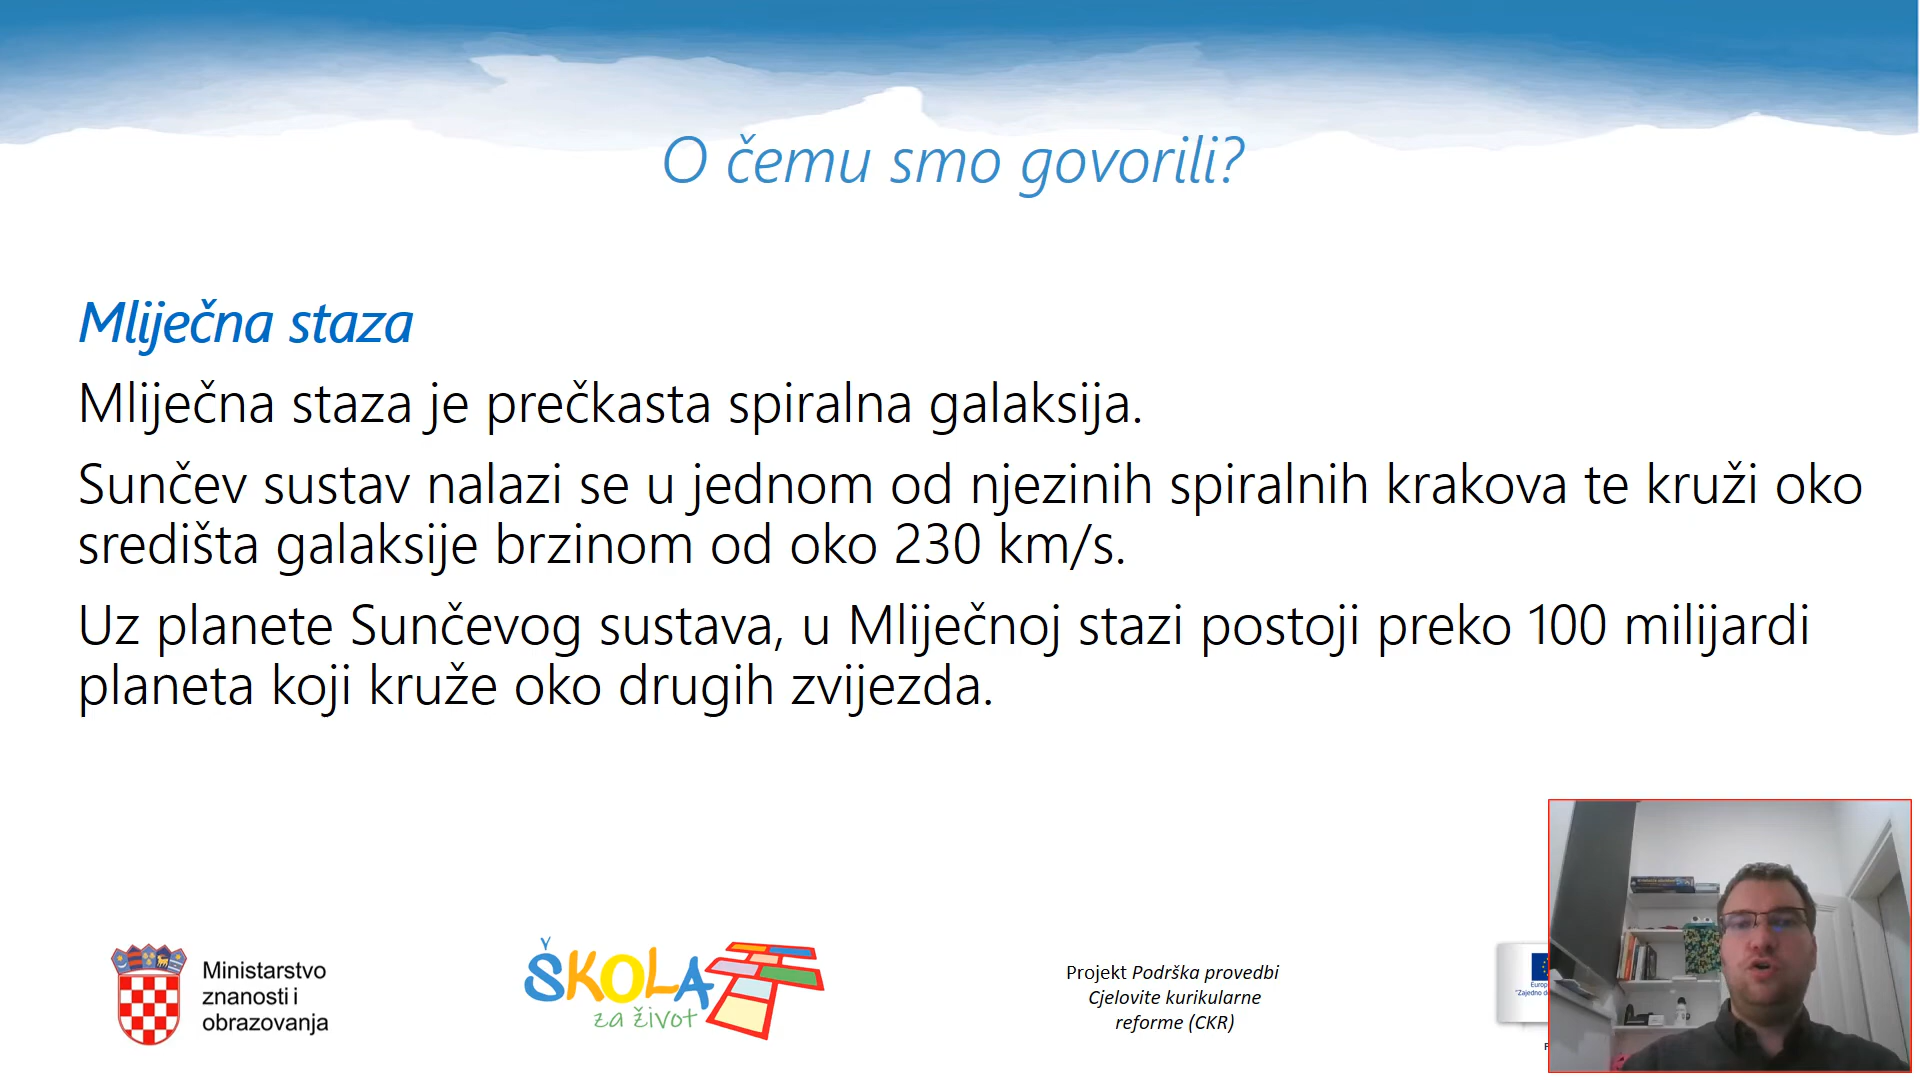 O čemu smo govorili?
Mliječna staza
Mliječna staza je prečkasta spiralna galaksija.
Sunčev sustav nalazi se u jednom od njezinih spiralnih krakova te kruži oko
središta galaksije brzinom od oko 230 km/s.
Uz planete Sunčevog sustava, u Mliječnoj stazi postoji preko 100 milijardi
planeta koji kruže oko drugih zvijezda.
Ministarstvo
znanosti i
obrazovanja
ŠKOLA
za život
Projekt Podrška provedbi
Cjelovite kurikularne
reforme (CKR)
"Zajedno